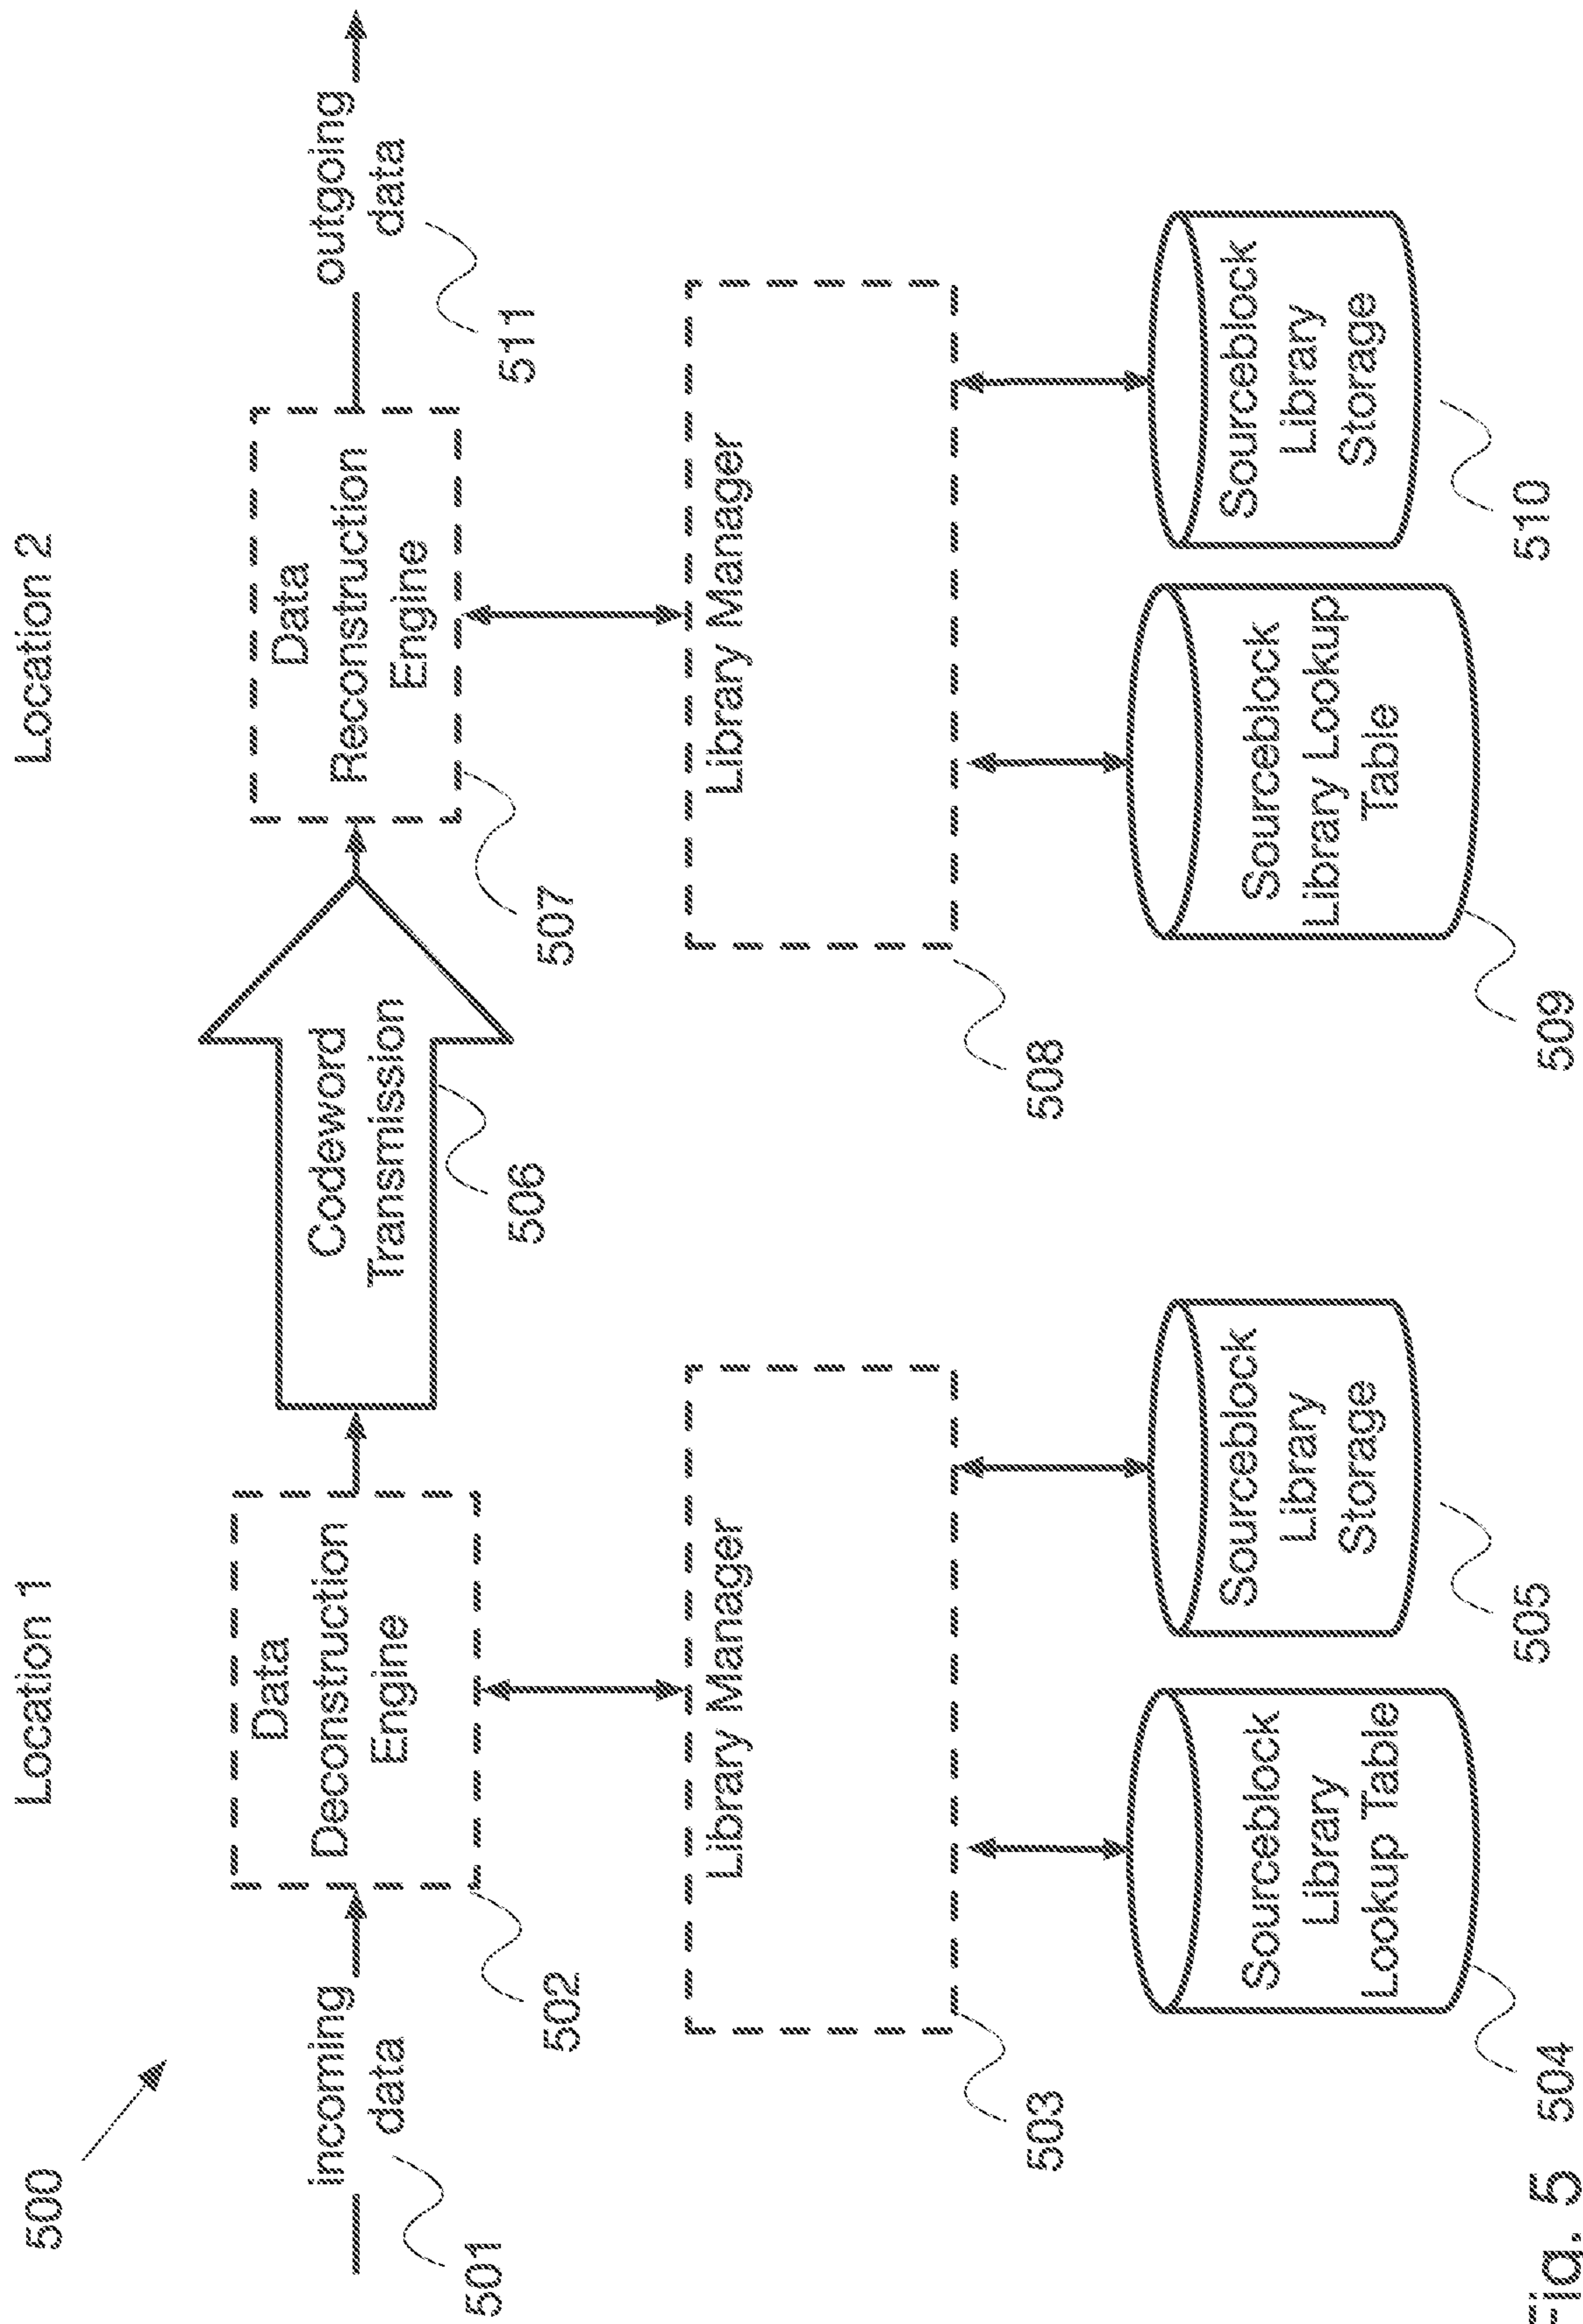 500
Location 1
Location 2
incoming
data
501
Data
Deconstruction
Engine
502
Codeword
Transmission
506
Data
Reconstruction
Engine
507
outgoing
data
511
Library Manager
503
Library Manager
508
Sourceblock
Library
Lookup Table
504
Sourceblock
Library
Storage
505
Sourceblock
Library Lookup
Table
509
Sourceblock
Library
Storage
510
Fig. 5